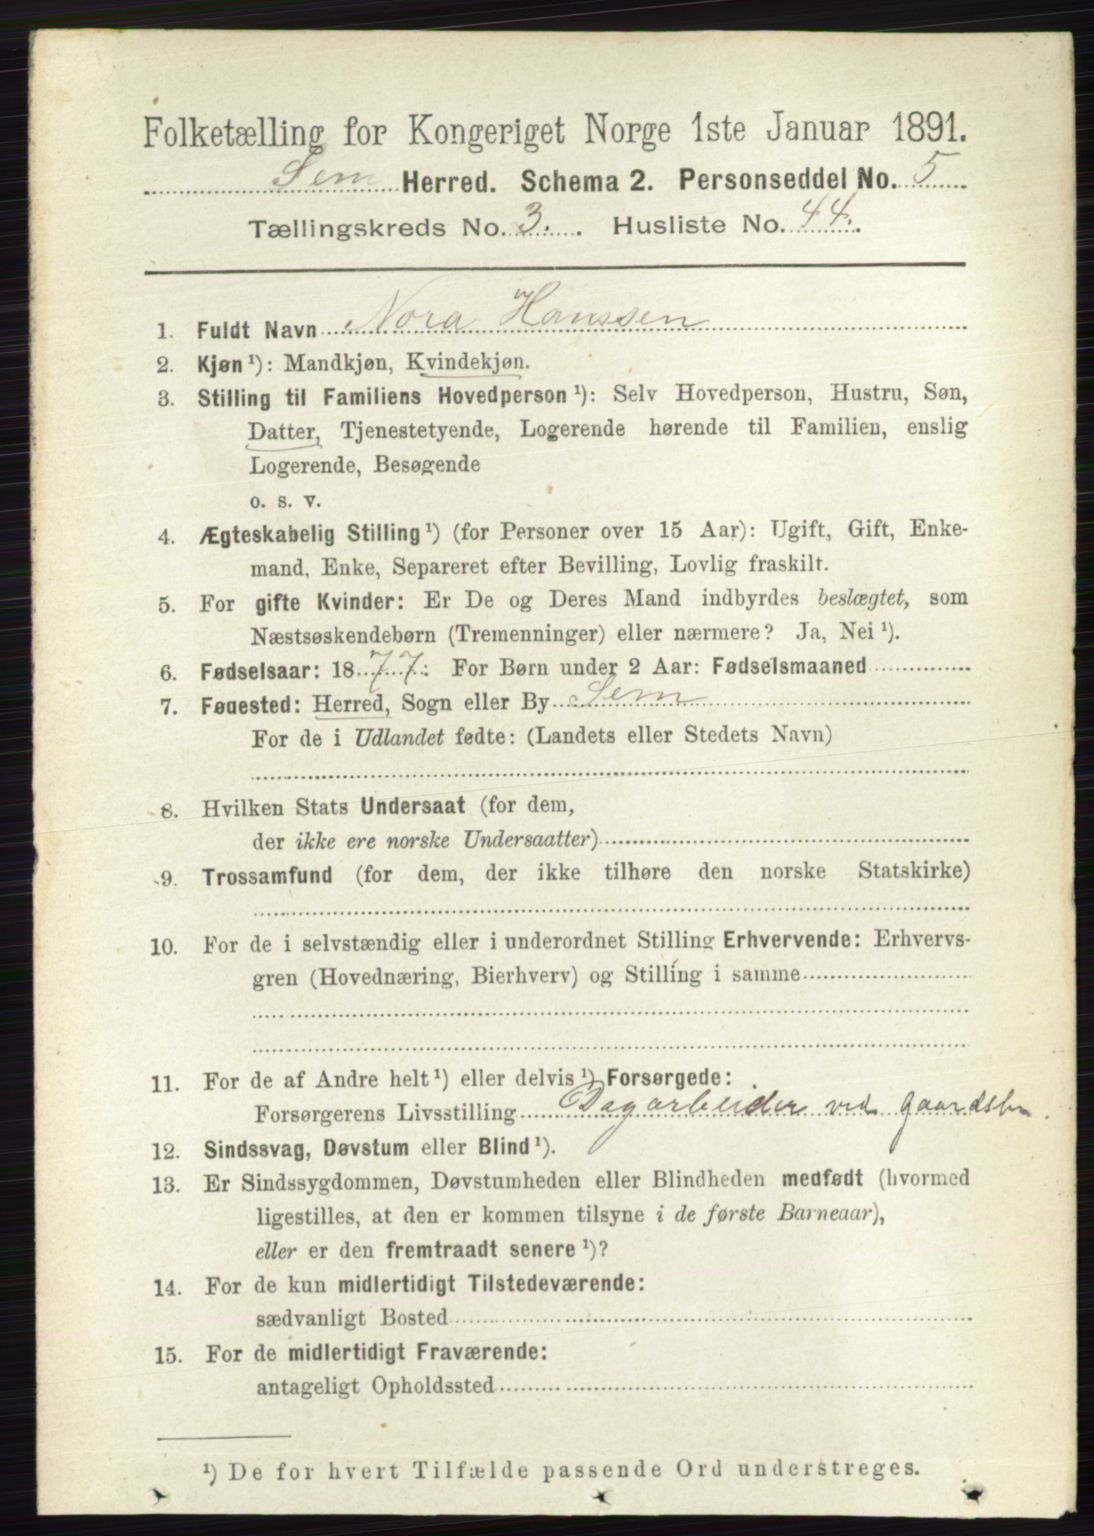 Folketælling for Kongeriget Norge 1ste Januar 1891.
Sem Herred. Schema 2. Personseddel No. 5
Tællingskreds No. 3. Husliste No. 44.
1. Fuldt Navn Nora Hanssen
2. Kjøn ¹): Mandkjøn, Kvindekjøn.
3. Stilling til Familiens Hovedperson ¹): Selv Hovedperson, Hustru, Søn,
Datter, Tjenestetyende, Logerende hørende til Familien, enslig
Logerende, Besøgende
o. s. v.
4. Ægteskabelig Stilling ¹) (for Personer over 15 Aar): Ugift, Gift, Enke-
mand, Enke, Separeret efter Bevilling, Lovlig fraskilt.
5. For gifte Kvinder: Er De og Deres Mand indbyrdes beslægtet, som
Næstsøskendebørn (Tremenninger) eller nærmere? Ja, Nei ¹).
6. Fødselsaar: 1877. For Børn under 2 Aar: Fødselsmaaned
7. Fødested: Herred, Sogn eller By Sem
For de i Udlandet fødte: (Landets eller Stedets Navn)
8. Hvilken Stats Undersaat (for dem,
der ikke ere norske Undersaatter)
9. Trossamfund (for dem, der ikke tilhøre den norske Statskirke)
10. For de i selvstændig eller i underordnet Stilling Erhvervende: Erhvervs-
gren (Hovednæring, Bierhverv) og Stilling i samme
11. For de af Andre helt ¹) eller delvis ¹) Forsørgede:
Forsørgerens Livsstilling Dagarbeider ved Gaardsbr.
12. Sindssvag, Døvstum eller Blind ¹).
13. Er Sindssygdommen, Døvstumheden eller Blindheden medfødt (hvormed
ligestilles, at den er kommen tilsyne i de første Barneaar),
eller er den fremtraadt senere ¹)?
14. For de kun midlertidigt Tilstedeværende:
sædvanligt Bosted
15. For de midlertidigt Fraværende:
antageligt Opholdssted
¹) De for hvert Tilfælde passende Ord understreges.